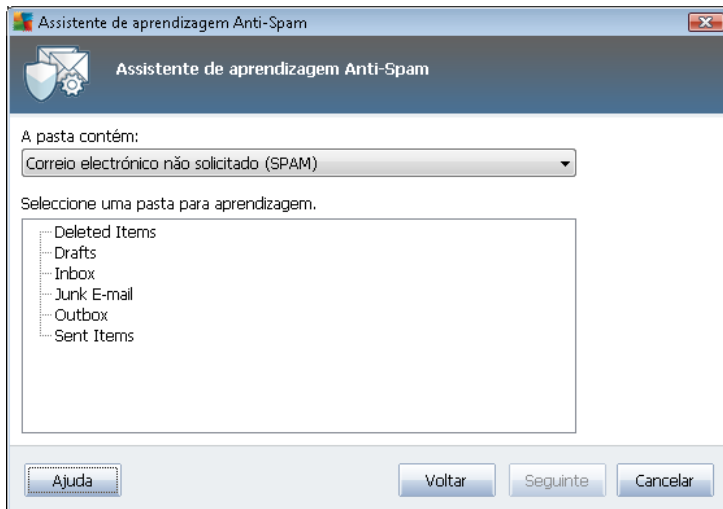 Assistente de aprendizagem Anti-Spam
Assistente de aprendizagem Anti-Spam
A pasta contém:
Correio electrónico năo solicitado (SPAM)
Seleccione uma pasta para aprendizagem.
Deleted Items
Drafts
Inbox
Junk E-mail
Outbox
Sent Items
Ajuda
Voltar
Seguinte
Cancelar